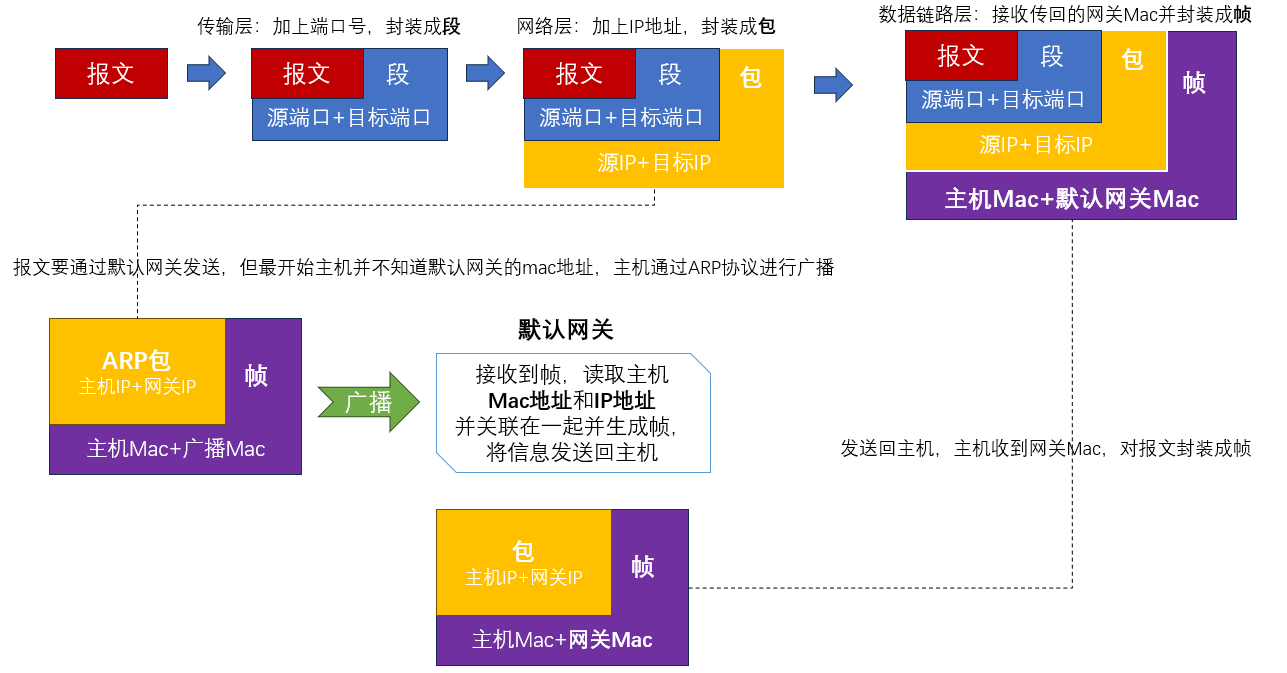 传输层：加上端口号，封装成段
网络层：加上IP地址，封装成包
数据链路层：接收传回的网关Mac并封装成帧
报文
报文
段
源端口+目标端口
报文
段
包
源端口+目标端口
源IP+目标IP
报文
段
包
帧
源端口+目标端口
源IP+目标IP
主机Mac+默认网关Mac
报文要通过默认网关发送，但最开始主机并不知道默认网关的mac地址，主机通过ARP协议进行广播
ARP包
主机IP+网关IP
帧
主机Mac+广播Mac
广播
默认网关
接收到帧，读取主机
Mac地址和IP地址
并关联在一起并生成帧，
将信息发送回主机
发送回主机，主机收到网关Mac，对报文封装成帧
包
主机IP+网关IP
帧
主机Mac+网关Mac